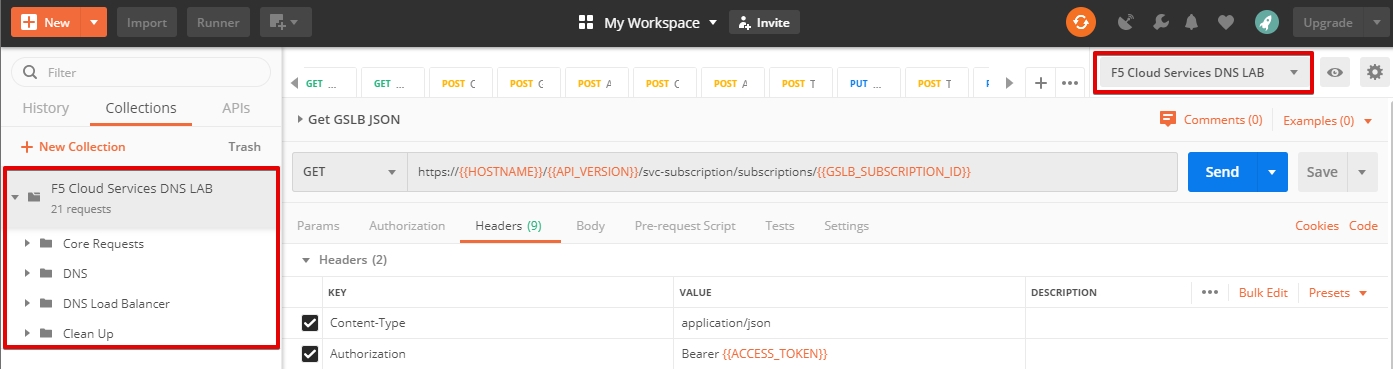 New Import Runner My Workspace Invite Upgrade
Filter
History Collections APIs
New Collection Trash
F5 Cloud Services DNS LAB
21 requests
Core Requests
DNS
DNS Load Balancer
Clean Up
GET ... GET ... POST C POST C POST A POST C POST A POST T PUT ... POST T
F5 Cloud Services DNS LAB
Get GSLB JSON Comments (0) Examples (0)
GET https://{{HOSTNAME}}/{{API_VERSION}}/svc-subscription/subscriptions/{{GSLB_SUBSCRIPTION_ID}} Send Save
Params Authorization Headers (9) Body Pre-request Script Tests Settings Cookies Code
Headers (2)
KEY VALUE DESCRIPTION Bulk Edit Presets
Content-Type application/json
Authorization Bearer {{ACCESS_TOKEN}}